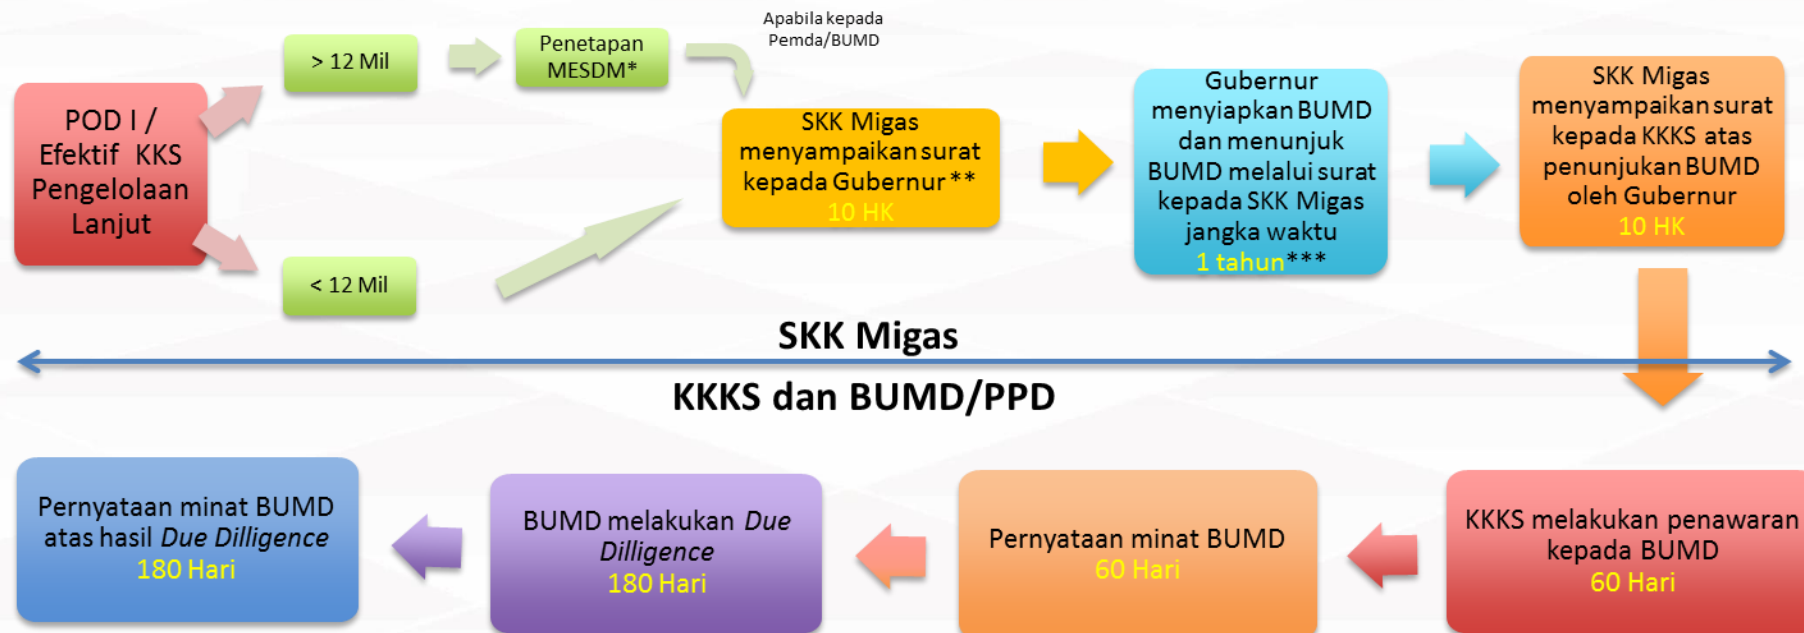 POD I /
Efektif KKS
Pengelolaan
Lanjut
> 12 Mil
Penetapan
MESDM*
Apabila kepada
Pemda/BUMD
< 12 Mil
SKK Migas
menyampaikan surat
kepada Gubernur**
10 HK
Gubernur
menyiapkan BUMD
dan menunjuk
BUMD melalui surat
kepada SKK Migas
jangka waktu
1 tahun***
SKK Migas
menyampaikan surat
kepada KKKS atas
penunjukan BUMD
oleh Gubernur
10 HK
SKK Migas
KKKS dan BUMD/PPD
KKKS melakukan penawaran
kepada BUMD
60 Hari
Pernyataan minat BUMD
60 Hari
BUMD melakukan Due
Dilligence
180 Hari
Pernyataan minat BUMD
atas hasil Due Dilligence
180 Hari